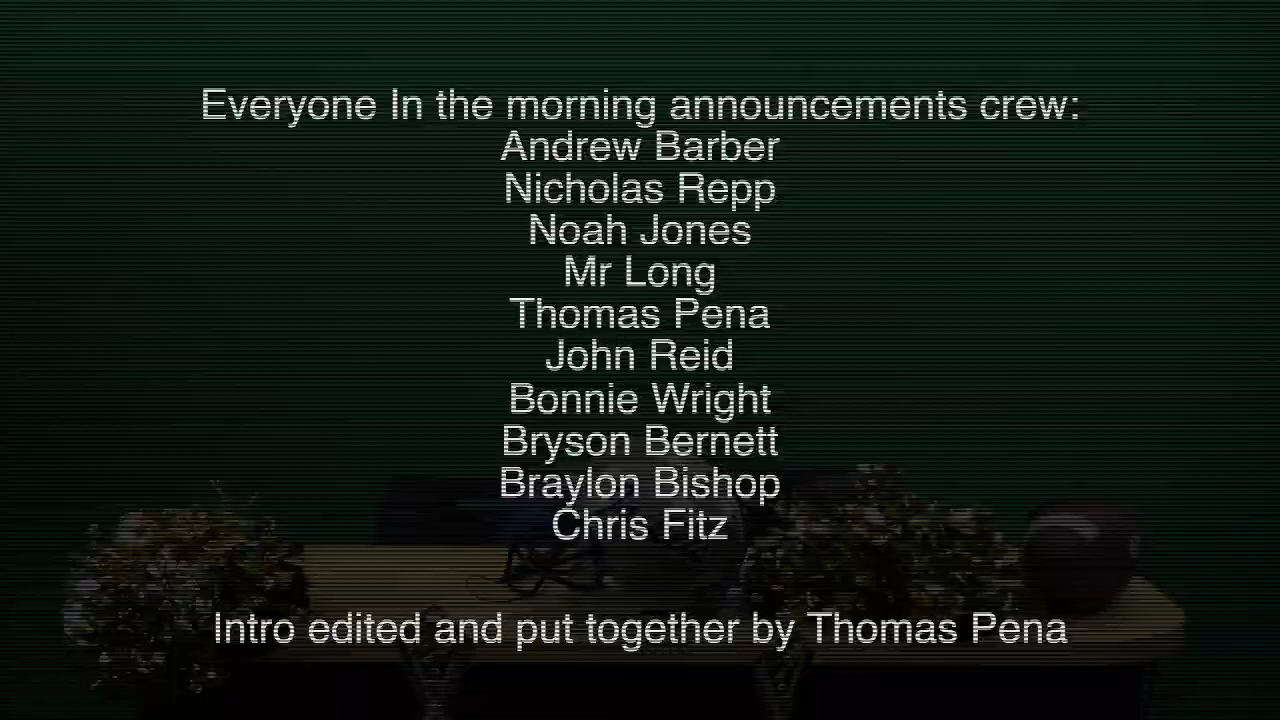 Everyone In the morning announcements crew:
Andrew Barber
Nicholas Repp
Noah Jones
Mr Long
Thomas Pena
John Reid
Bonnie Wright
Bryson Bernett
Braylon Bishop
Chris Fitz
Intro edited and put together by Thomas Pena